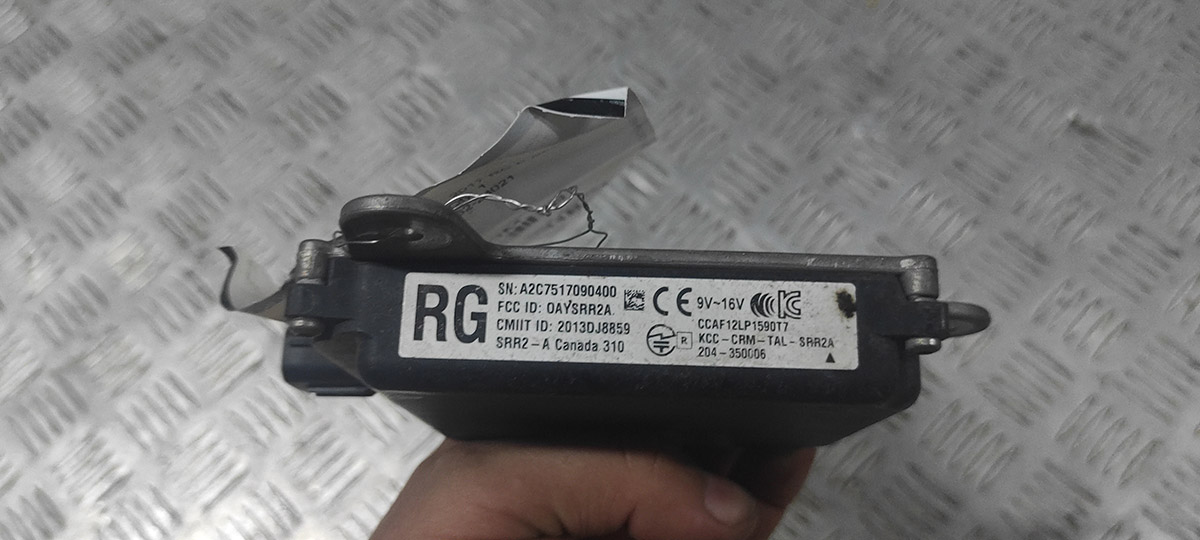 RG
SN: A2C7517090400
FCC ID: OAYSRR2A
CMIIT ID: 2013DJ8859
SRR2-A Canada 310
CE 9V~16V
CCAF12LP1590T7
R KCC-CRM-TAL-SRR2A
204-350006